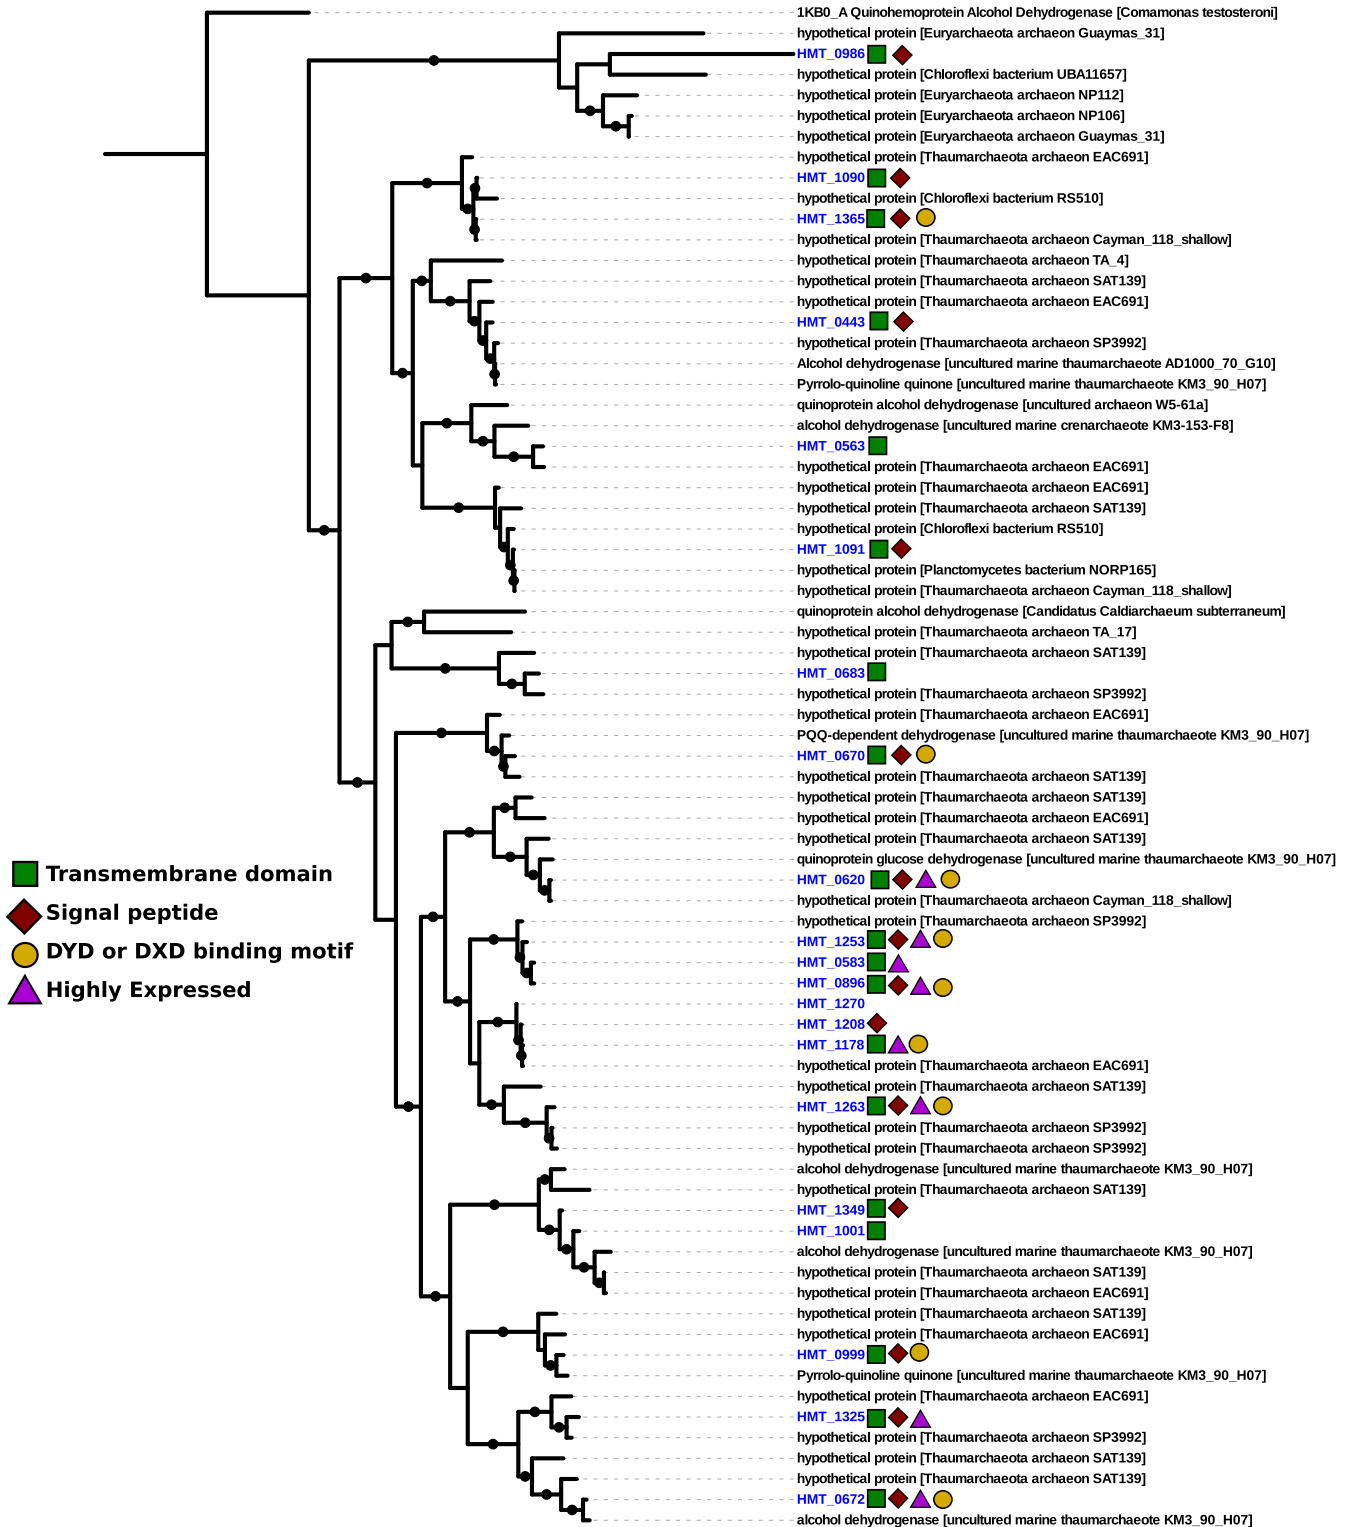 1KB0_A Quinohemoprotein Alcohol Dehydrogenase [Comamonas testosteroni]
hypothetical protein [Euryarchaeota archaeon Guaymas_31]
HMT_0986
hypothetical protein [Chloroflexi bacterium UBA11657]
hypothetical protein [Euryarchaeota archaeon NP112]
hypothetical protein [Euryarchaeota archaeon NP106]
hypothetical protein [Euryarchaeota archaeon Guaymas_31]
hypothetical protein [Thaumarchaeota archaeon EAC691]
HMT_1090
hypothetical protein [Chloroflexi bacterium RS510]
HMT_1365
hypothetical protein [Thaumarchaeota archaeon Cayman_118_shallow]
hypothetical protein [Thaumarchaeota archaeon TA_4]
hypothetical protein [Thaumarchaeota archaeon SAT139]
hypothetical protein [Thaumarchaeota archaeon EAC691]
HMT_0443
hypothetical protein [Thaumarchaeota archaeon SP3992]
Alcohol dehydrogenase [uncultured marine thaumarchaeote AD1000_70_G10]
Pyrrolo-quinoline quinone [uncultured marine thaumarchaeote KM3_90_H07]
quinoprotein alcohol dehydrogenase [uncultured archaeon W5-61a]
alcohol dehydrogenase [uncultured marine crenarchaeote KM3-153-F8]
HMT_0563
hypothetical protein [Thaumarchaeota archaeon EAC691]
hypothetical protein [Thaumarchaeota archaeon EAC691]
hypothetical protein [Thaumarchaeota archaeon SAT139]
hypothetical protein [Chloroflexi bacterium RS510]
HMT_1091
hypothetical protein [Planctomycetes bacterium NORP165]
hypothetical protein [Thaumarchaeota archaeon Cayman_118_shallow]
quinoprotein alcohol dehydrogenase [Candidatus Caldiarchaeum subterraneum]
hypothetical protein [Thaumarchaeota archaeon TA_17]
hypothetical protein [Thaumarchaeota archaeon SAT139]
HMT_0683
hypothetical protein [Thaumarchaeota archaeon SP3992]
hypothetical protein [Thaumarchaeota archaeon EAC691]
PQQ-dependent dehydrogenase [uncultured marine thaumarchaeote KM3_90_H07]
HMT_0670
hypothetical protein [Thaumarchaeota archaeon SAT139]
hypothetical protein [Thaumarchaeota archaeon SAT139]
hypothetical protein [Thaumarchaeota archaeon EAC691]
hypothetical protein [Thaumarchaeota archaeon SAT139]
quinoprotein glucose dehydrogenase [uncultured marine thaumarchaeote KM3_90_H07]
HMT_0620
hypothetical protein [Thaumarchaeota archaeon Cayman_118_shallow]
hypothetical protein [Thaumarchaeota archaeon SP3992]
HMT_1253
HMT_0583
HMT_0896
HMT_1270
HMT_1208
HMT_1178
hypothetical protein [Thaumarchaeota archaeon EAC691]
hypothetical protein [Thaumarchaeota archaeon SAT139]
HMT_1263
hypothetical protein [Thaumarchaeota archaeon SP3992]
hypothetical protein [Thaumarchaeota archaeon SP3992]
alcohol dehydrogenase [uncultured marine thaumarchaeote KM3_90_H07]
hypothetical protein [Thaumarchaeota archaeon SAT139]
HMT_1349
HMT_1001
alcohol dehydrogenase [uncultured marine thaumarchaeote KM3_90_H07]
hypothetical protein [Thaumarchaeota archaeon SAT139]
hypothetical protein [Thaumarchaeota archaeon EAC691]
hypothetical protein [Thaumarchaeota archaeon SAT139]
hypothetical protein [Thaumarchaeota archaeon EAC691]
HMT_0999
Pyrrolo-quinoline quinone [uncultured marine thaumarchaeote KM3_90_H07]
hypothetical protein [Thaumarchaeota archaeon EAC691]
HMT_1325
hypothetical protein [Thaumarchaeota archaeon SP3992]
hypothetical protein [Thaumarchaeota archaeon SAT139]
hypothetical protein [Thaumarchaeota archaeon SAT139]
HMT_0672
alcohol dehydrogenase [uncultured marine thaumarchaeote KM3_90_H07]
Transmembrane domain
Signal peptide
DYD or DXD binding motif
Highly Expressed